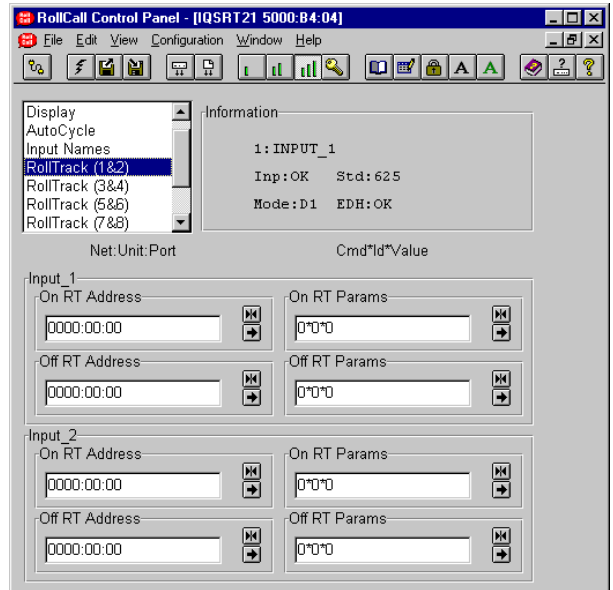 RollCall Control Panel - [IQSRT21 5000:B4:04]
File Edit View Configuration Window Help
A A ? ?
Display
AutoCycle
Input Names
RollTrack (1&2)
RollTrack (3&4)
RollTrack (5&6)
RollTrack (7&8)
Information
1:INPUT_1
Inp:OK Std:625
Mode:D1 EDH:OK
Net:Unit:Port Cmd*Id*Value
Input_1
On RT Address On RT Params
0000:00:00 0*0*0
Off RT Address Off RT Params
0000:00:00 0*0*0
Input_2
On RT Address On RT Params
0000:00:00 0*0*0
Off RT Address Off RT Params
0000:00:00 0*0*0